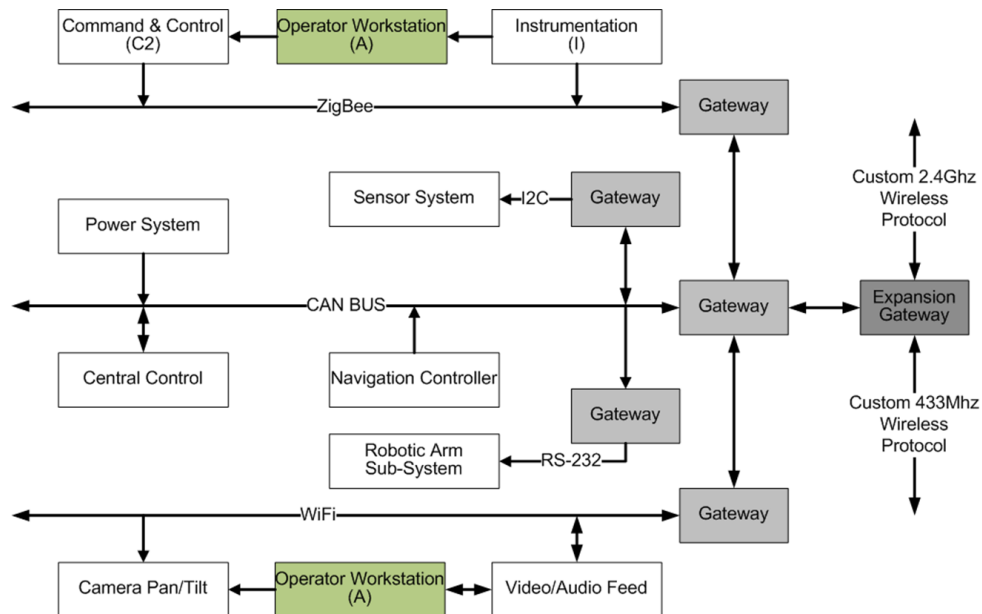 Command & Control
(C2)
Operator Workstation
(A)
Instrumentation
(I)
ZigBee
Gateway
Custom 2.4Ghz
Wireless
Protocol
Sensor System
I2C
Gateway
Power System
CAN BUS
Gateway
Expansion
Gateway
Central Control
Navigation Controller
Gateway
Custom 433Mhz
Wireless
Protocol
Robotic Arm
Sub-System
RS-232
WiFi
Gateway
Camera Pan/Tilt
Operator Workstation
(A)
Video/Audio Feed